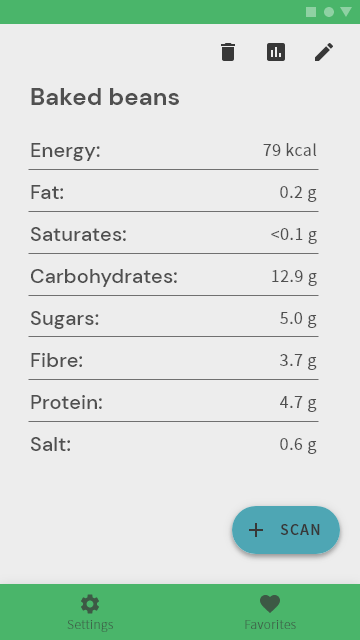 Baked beans
Energy: 79 kcal
Fat: 0.2 g
Saturates: <0.1 g
Carbohydrates: 12.9 g
Sugars: 5.0 g
Fibre: 3.7 g
Protein: 4.7 g
Salt: 0.6 g
SCAN
Settings Favorites